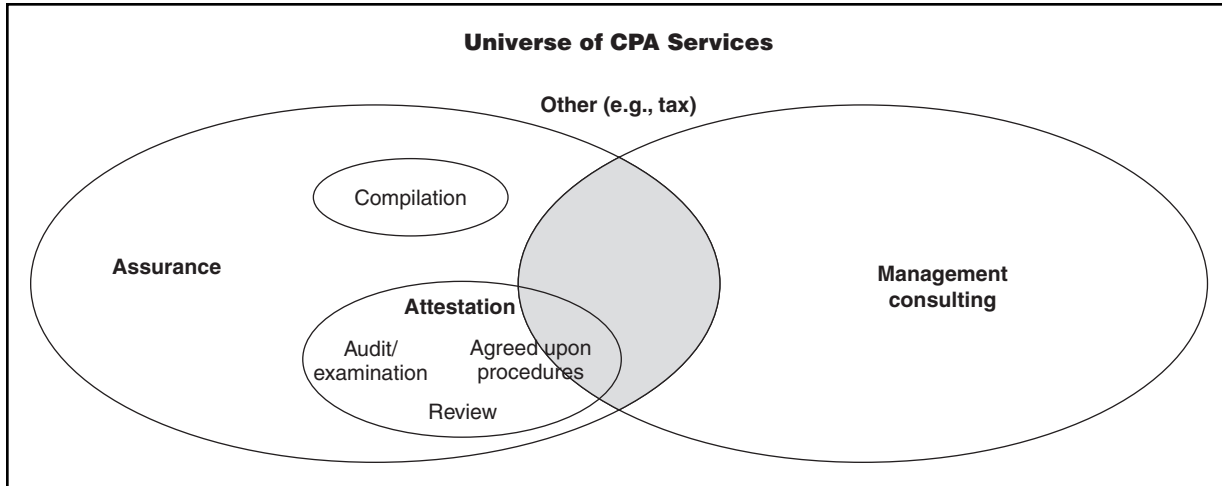 Universe of CPA Services
Other (e.g., tax)
Compilation
Assurance
Management
consulting
Attestation
Audit/
examination
Agreed upon
procedures
Review